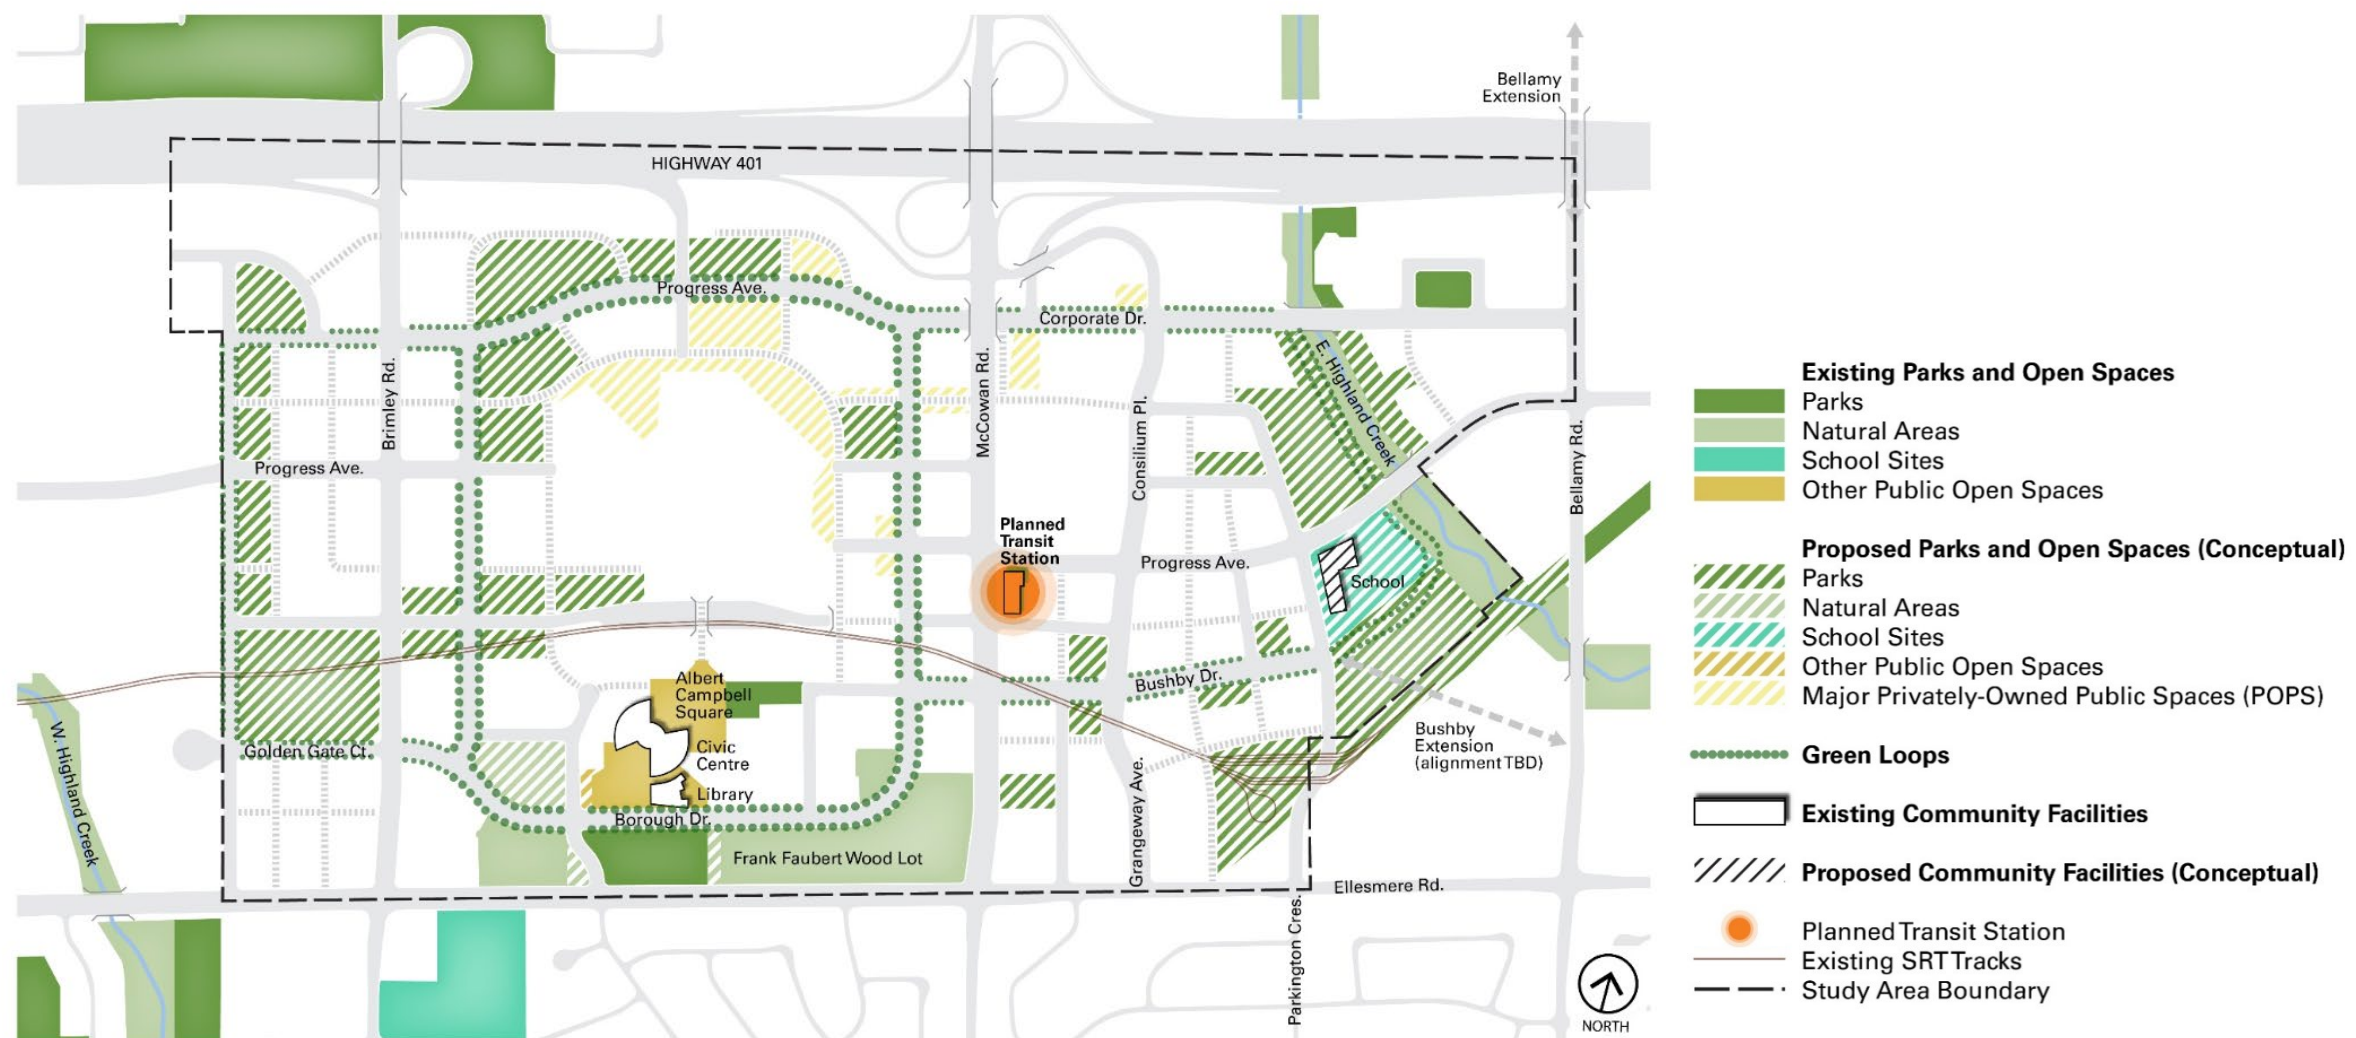 Bellamy
Extension
HIGHWAY 401
Progress Ave.
Corporate Dr.
Brimley Rd.
McCowan Rd.
E. Highland Creek
Consilium Pl.
Bellamy Rd.
Progress Ave.
Planned
Transit
Station
Progress Ave.
School
Albert
Campbell
Square
Bushby Dr.
W. Highland Creek
Golden Gate Ct.
Civic
Centre
Library
Bushby
Extension
(alignment TBD)
Borough Dr.
Grangeway Ave.
Frank Faubert Wood Lot
Ellesmere Rd.
Parkington Cres.
NORTH
Existing Parks and Open Spaces
Parks
Natural Areas
School Sites
Other Public Open Spaces
Proposed Parks and Open Spaces (Conceptual)
Parks
Natural Areas
School Sites
Other Public Open Spaces
Major Privately-Owned Public Spaces (POPS)
Green Loops
Existing Community Facilities
Proposed Community Facilities (Conceptual)
Planned Transit Station
Existing SRT Tracks
Study Area Boundary